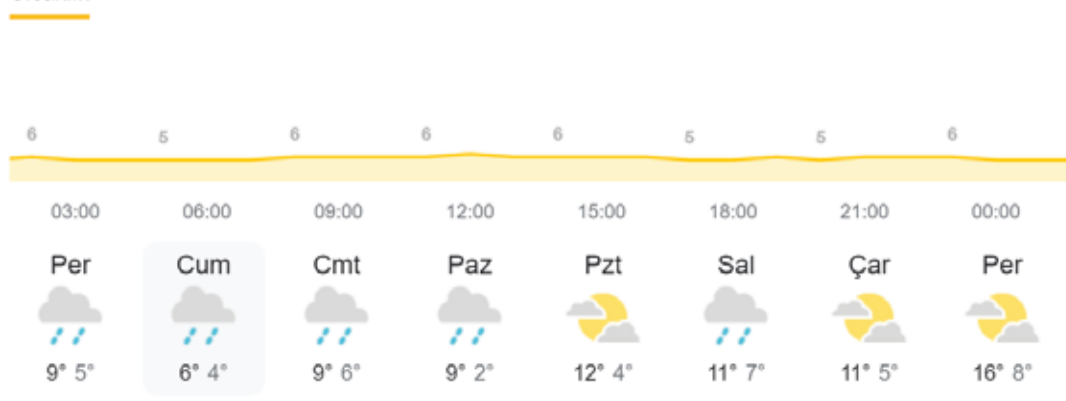 6 5 6 6 6 5 5 6
03:00 06:00 09:00 12:00 15:00 18:00 21:00 00:00
Per Cum Cmt Paz Pzt Sal Çar Per
9° 5° 6° 4° 9° 6° 9° 2° 12° 4° 11° 7° 11° 5° 16° 8°